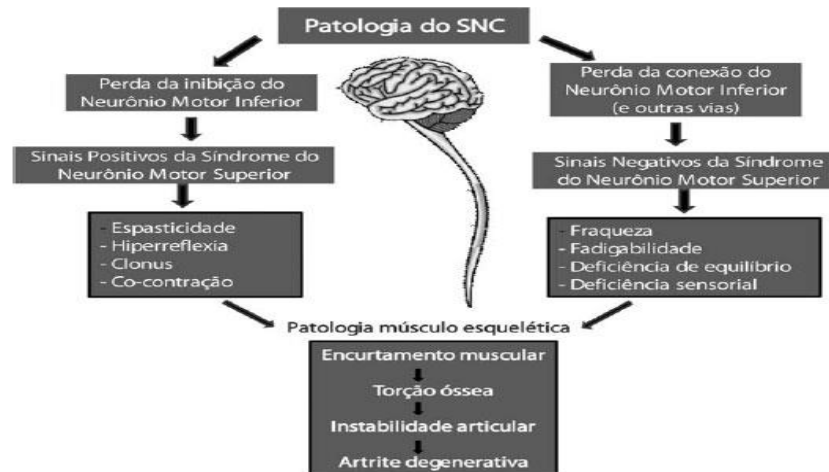 Patologia do SNC
Perda da inibição do
Neurônio Motor Inferior
Sinais Positivos da Síndrome do
Neurônio Motor Superior
- Espasticidade
- Hiperreflexia
- Clonus
- Co-contração
Perda da conexão do
Neurônio Motor Inferior
(e outras vias)
Sinais Negativos da Síndrome
do Neurônio Motor Superior
- Fraqueza
- Fadigabilidade
- Deficiência de equilíbrio
- Deficiência sensorial
Patologia músculo esquelética
Encurtamento muscular
Torção óssea
Instabilidade articular
Artrite degenerativa